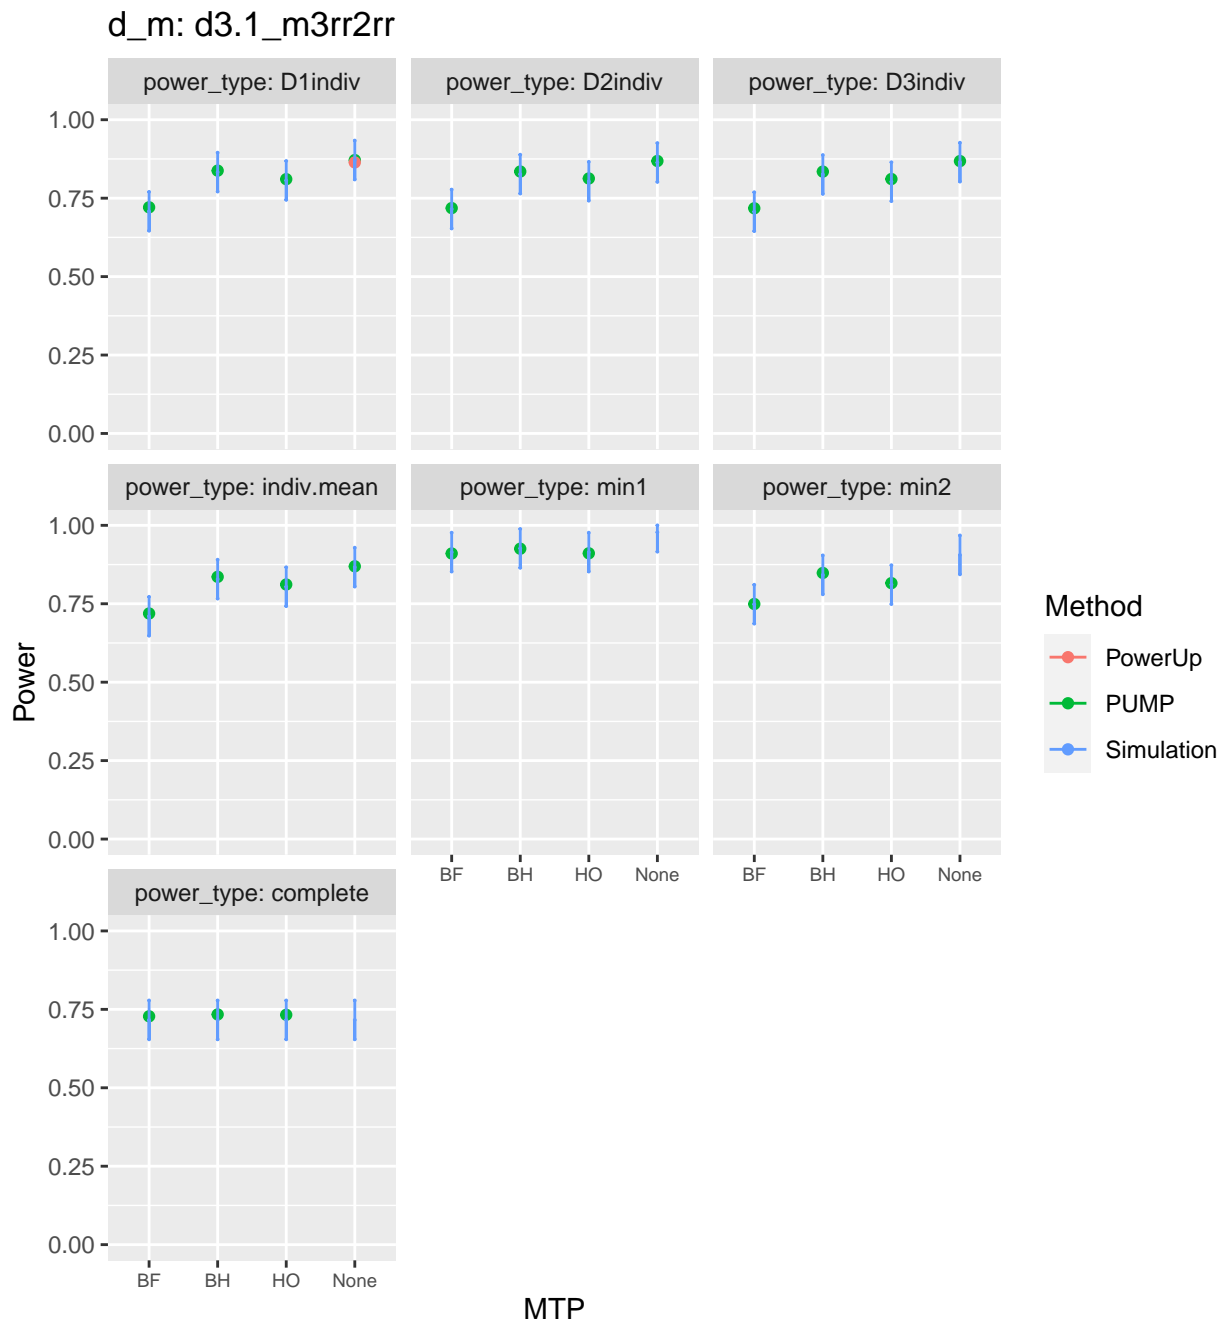 d_m: d3.1_m3rr2rr
power_type: D1indiv
power_type: D2indiv
power_type: D3indiv
1.00
0.75
0.50
0.25
0.00
power_type: indiv.mean
power_type: min1
power_type: min2
1.00
0.75
0.50
0.25
0.00
BF BH HO None
BF BH HO None
power_type: complete
1.00
0.75
0.50
0.25
0.00
BF BH HO None
MTP
Power
Method
PowerUp
PUMP
Simulation